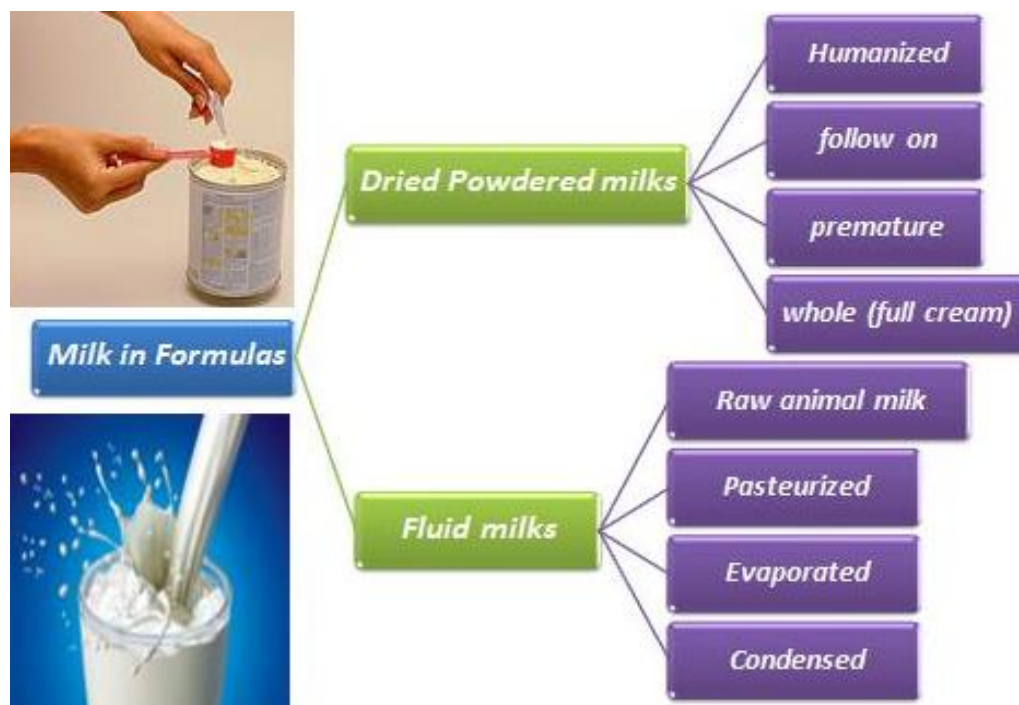 Humanized
follow on
Dried Powdered milks
premature
whole (full cream)
Milk in Formulas
Raw animal milk
Pasteurized
Fluid milks
Evaporated
Condensed